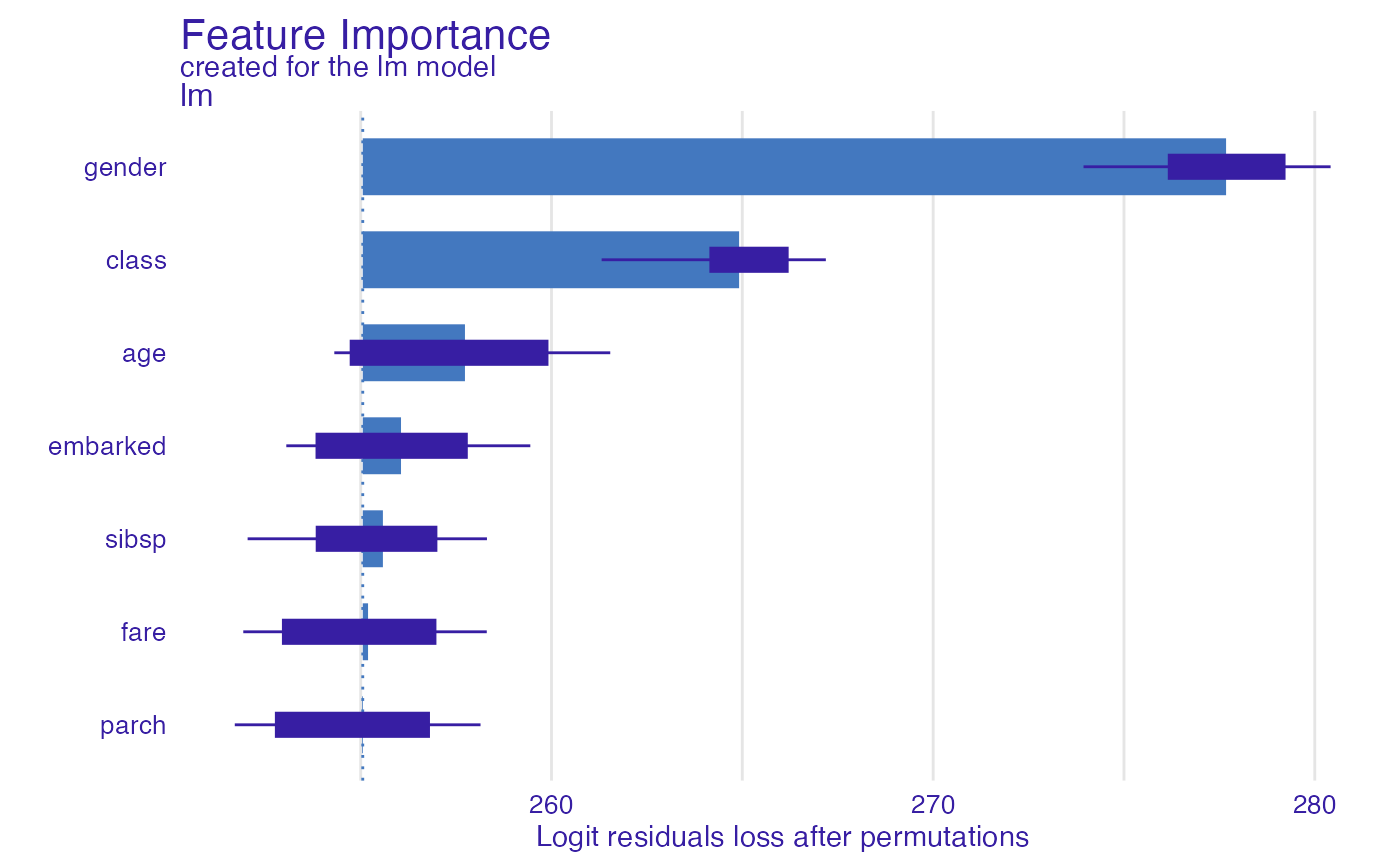 Feature Importance
created for the lm model
lm
gender
class
age
embarked
sibsp
fare
parch
260 270 280
Logit residuals loss after permutations